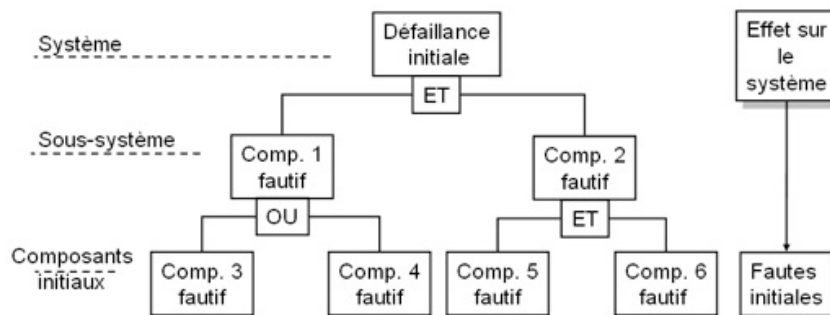 Système
Défaillance
initiale
Effet sur
le
système
ET
Sous-système
Comp. 1
fautif
Comp. 2
fautif
OU
ET
Composants
initiaux
Comp. 3
fautif
Comp. 4
fautif
Comp. 5
fautif
Comp. 6
fautif
Fautes
initiales